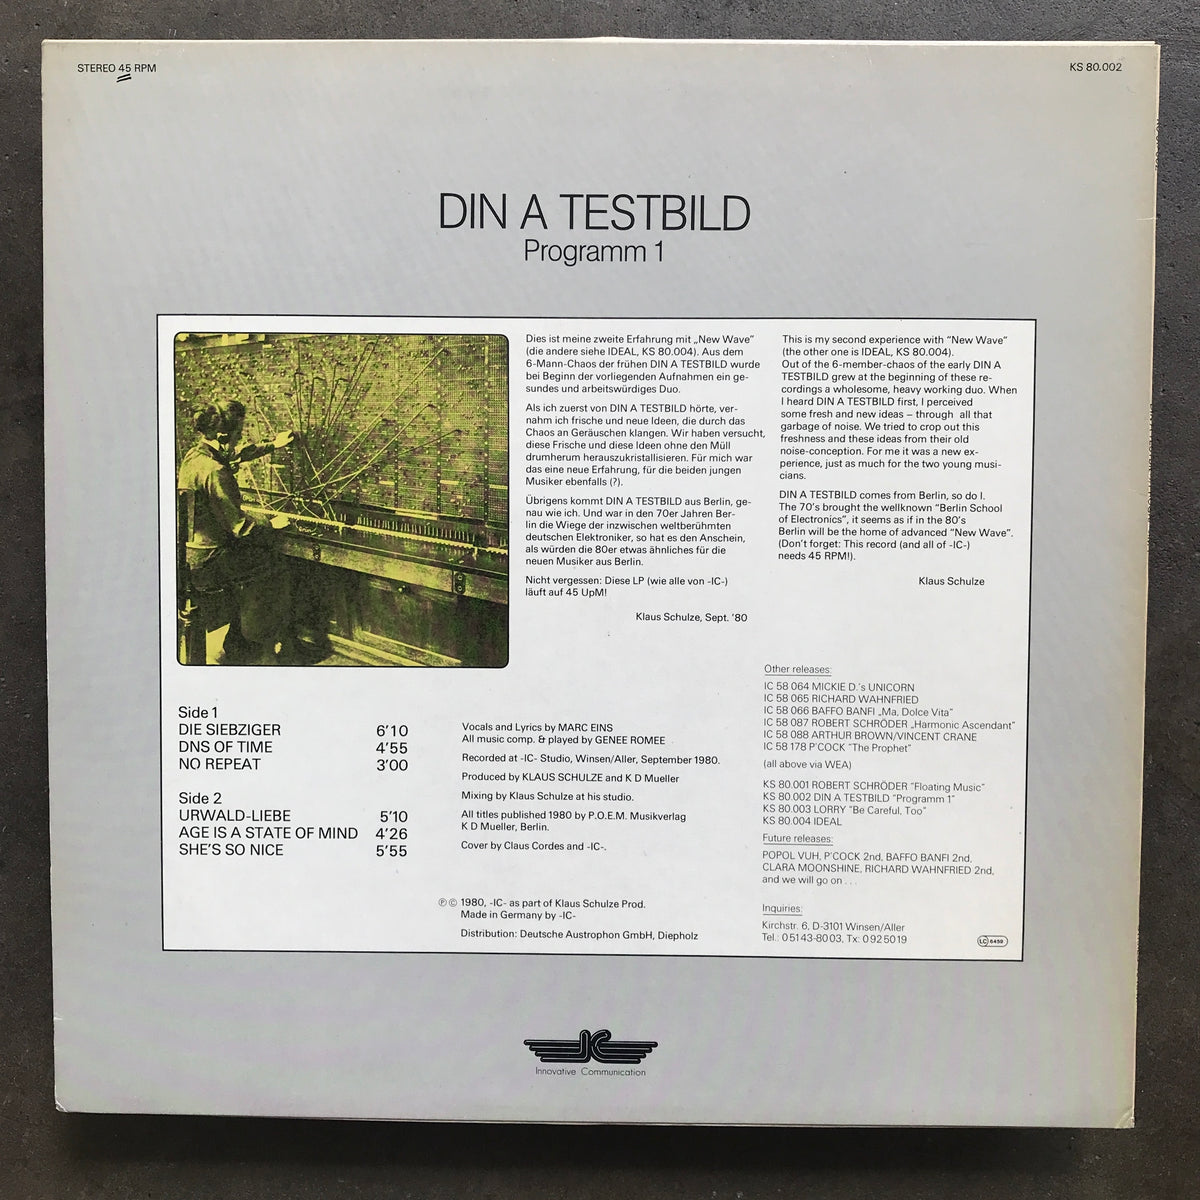 STEREO 45 RPM
KS 80.002
DIN A TESTBILD
Programm 1
Dies ist meine zweite Erfahrung mit „New Wave”
(die andere siehe IDEAL, KS 80.004). Aus dem
6-Mann-Chaos der frühen DIN A TESTBILD wurde
bei Beginn der vorliegenden Aufnahmen ein ge-
sundes und arbeitswürdiges Duo.
Als ich zuerst von DIN A TESTBILD hörte, ver-
nahm ich frische und neue Ideen, die durch das
Chaos an Geräuschen klangen. Wir haben versucht,
diese Frische und diese Ideen ohne den Müll
drumherum herauszukristallisieren. Für mich war
das eine neue Erfahrung, für die beiden jungen
Musiker ebenfalls (?).
Übrigens kommt DIN A TESTBILD aus Berlin, ge-
nau wie ich. Und war in den 70er Jahren Ber-
lin die Wiege der inzwischen weltberühmten
deutschen Elektroniker, so hat es den Anschein,
als würden die 80er etwas ähnliches für die
neuen Musiker aus Berlin.
Nicht vergessen: Diese LP (wie alle von -IC-)
läuft auf 45 UpM!
Klaus Schulze, Sept. '80
This is my second experience with “New Wave”
(the other one is IDEAL, KS 80.004).
Out of the 6-member-chaos of the early DIN A
TESTBILD grew at the beginning of these re-
cordings a wholesome, heavy working duo. When
I heard DIN A TESTBILD first, I perceived
some fresh and new ideas – through all that
garbage of noise. We tried to crop out this
freshness and these ideas from their old
noise-conception. For me it was a new ex-
perience, just as much for the two young musi-
cians.
DIN A TESTBILD comes from Berlin, so do I.
The 70's brought the wellknown “Berlin School
of Electronics”, it seems as if in the 80's
Berlin will be the home of advanced “New Wave”.
(Don't forget: This record (and all of -IC-)
needs 45 RPM!).
Klaus Schulze
Side 1
DIE SIEBZIGER 6'10
DNS OF TIME 4'55
NO REPEAT 3'00
Side 2
URWALD-LIEBE 5'10
AGE IS A STATE OF MIND 4'26
SHE'S SO NICE 5'55
Vocals and Lyrics by MARC EINS
All music comp. & played by GENEE ROMEE
Recorded at -IC- Studio, Winsen/Aller, September 1980.
Produced by KLAUS SCHULZE and K D Mueller
Mixing by Klaus Schulze at his studio.
All titles published 1980 by P.O.E.M. Musikverlag
K D Mueller, Berlin.
Cover by Claus Cordes and -IC-.
℗ © 1980, -IC- as part of Klaus Schulze Prod.
Made in Germany by -IC-
Distribution: Deutsche Austrophon GmbH, Diepholz
Other releases:
IC 58 064 MICKIE D.'s UNICORN
IC 58 065 RICHARD WAHNFRIED
IC 58 066 BAFFO BANFI „Ma, Dolce Vita”
IC 58 087 ROBERT SCHRÖDER „Harmonic Ascendant”
IC 58 088 ARTHUR BROWN/VINCENT CRANE
IC 58 178 P'COCK “The Prophet”
(all above via WEA)
KS 80.001 ROBERT SCHRÖDER “Floating Music”
KS 80.002 DIN A TESTBILD “Programm 1”
KS 80.003 LORRY “Be Careful, Too”
KS 80.004 IDEAL
Future releases:
POPOL VUH, P'COCK 2nd, BAFFO BANFI 2nd,
CLARA MOONSHINE, RICHARD WAHNFRIED 2nd,
and we will go on . . .
Inquiries:
Kirchstr. 6, D-3101 Winsen/Aller
Tel.: 05143-8003, Tx: 0925019
LC 6459
IC
Innovative Communication